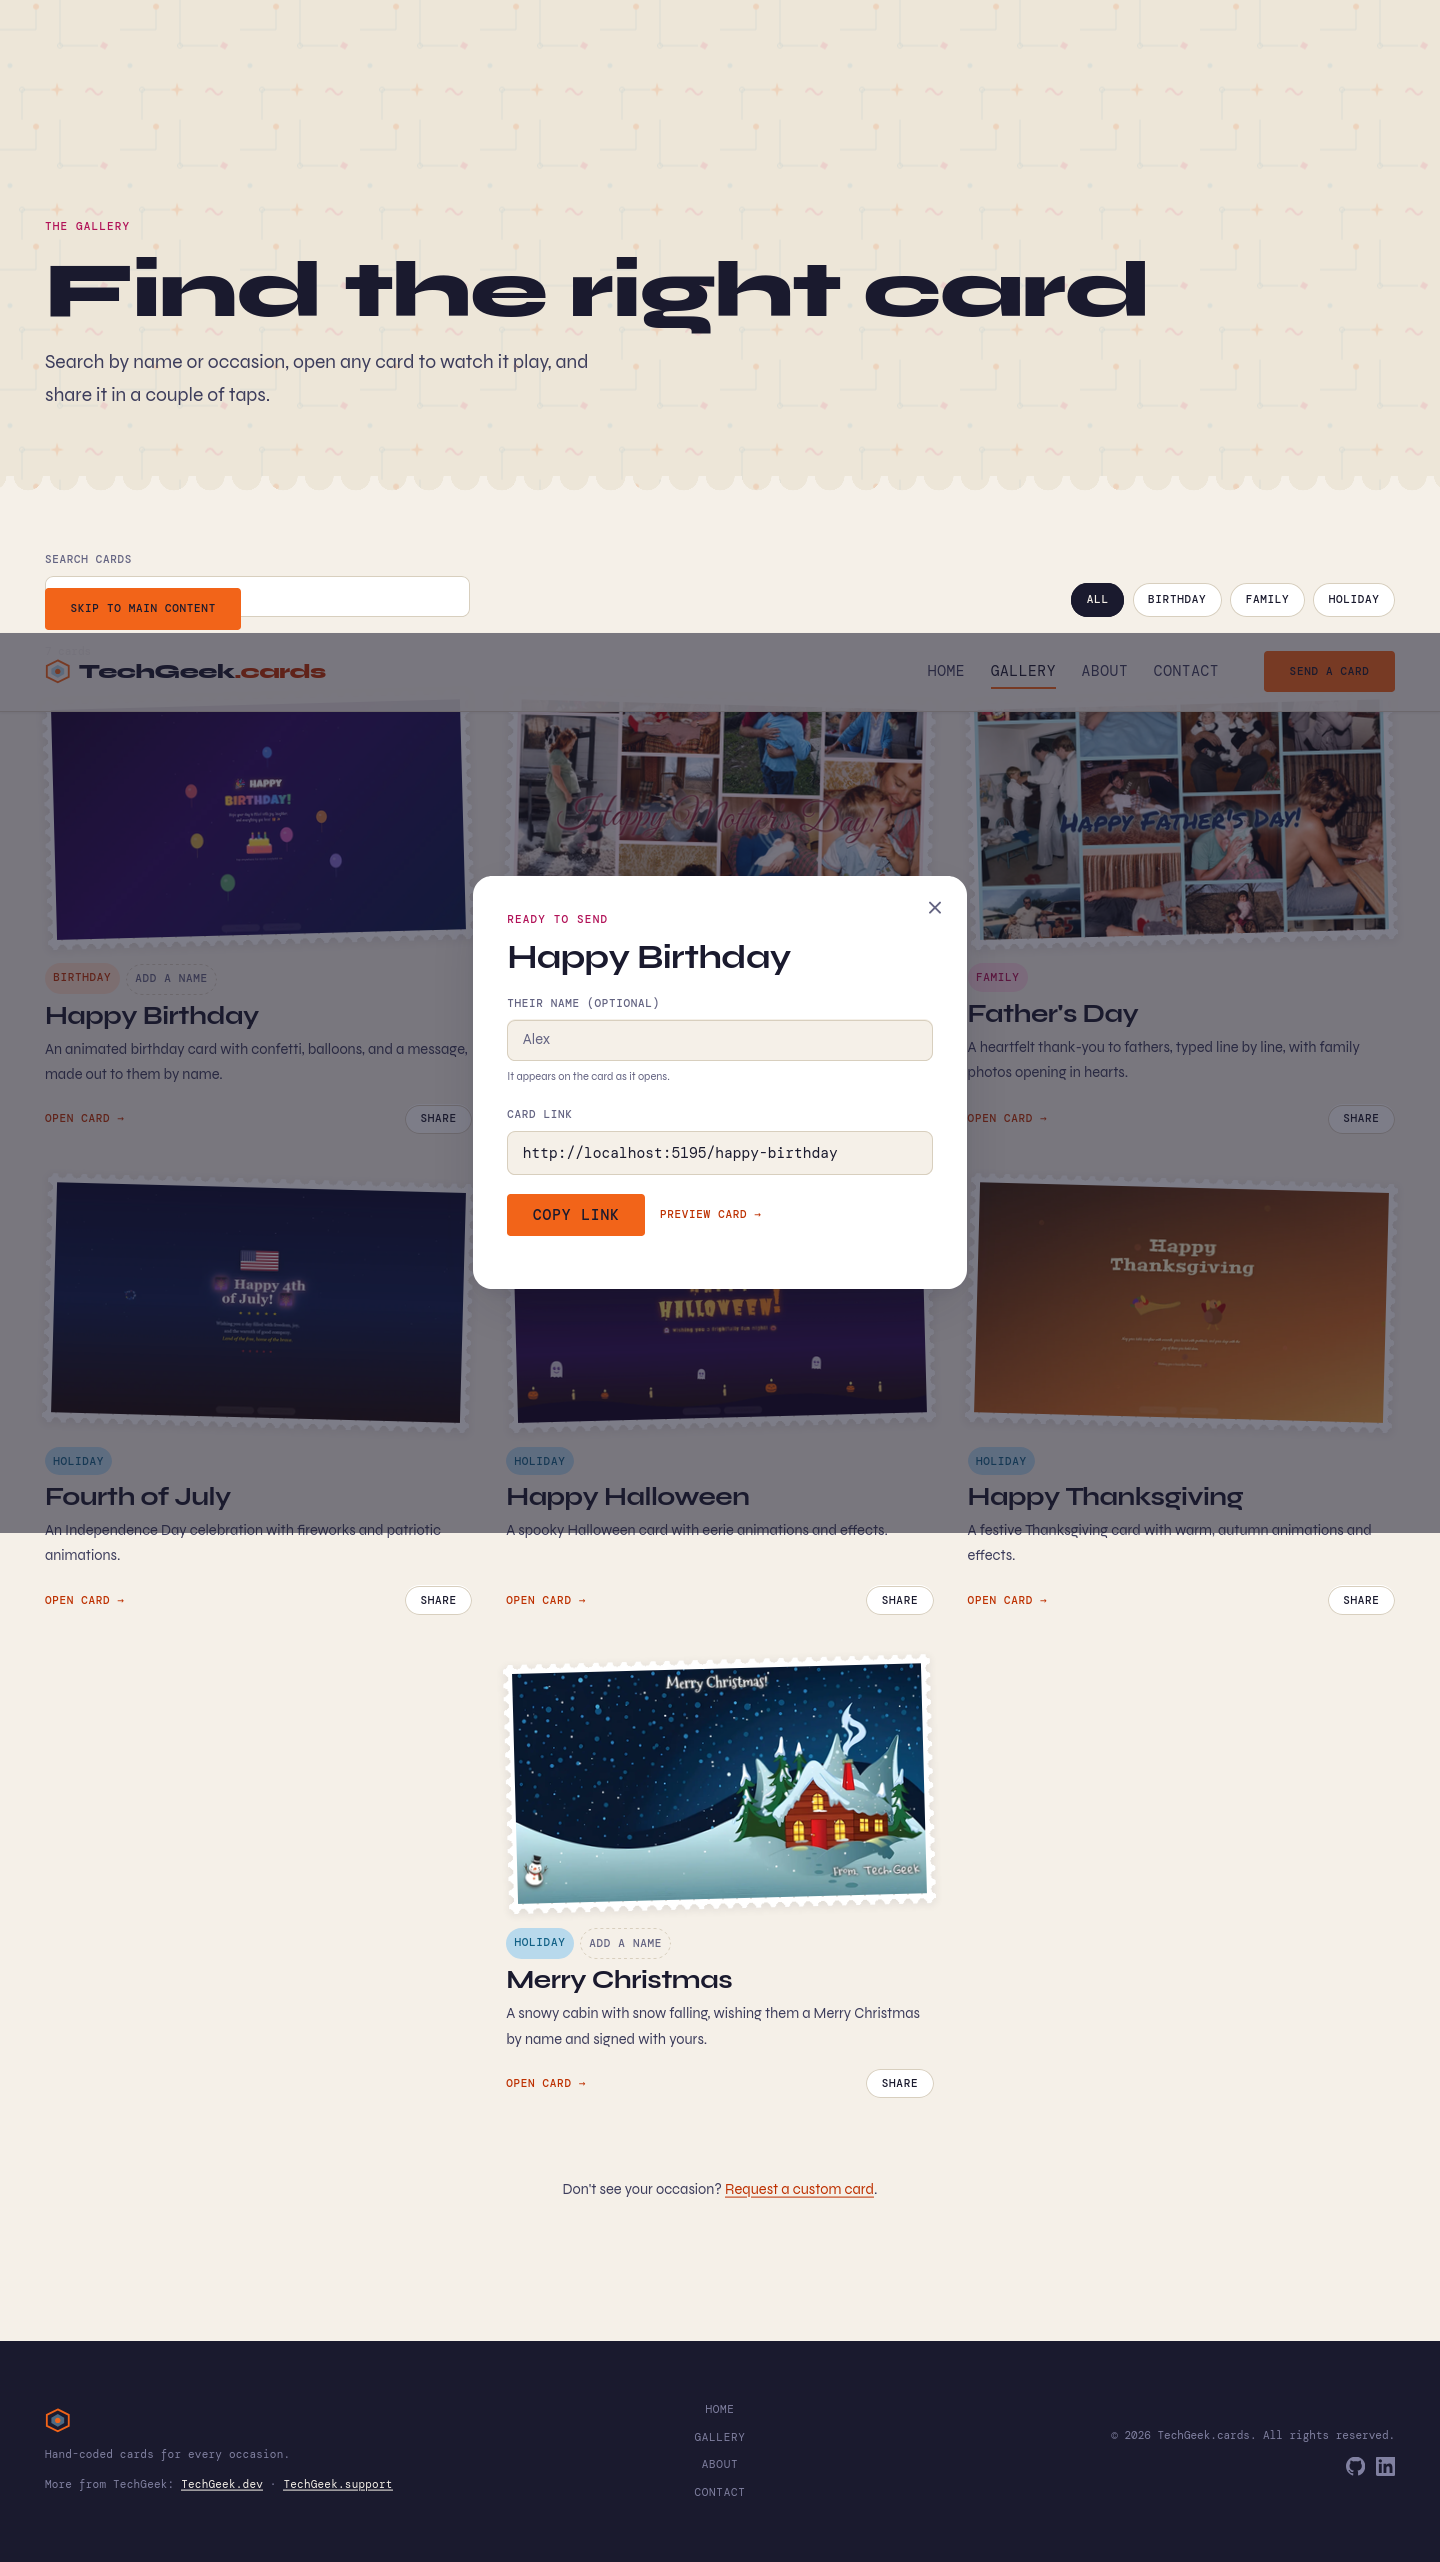 THE GALLERY
Find the right card
Search by name or occasion, open any card to watch it play, and
share it in a couple of taps.
SEARCH CARDS
SKIP TO MAIN CONTENT
ALL
BIRTHDAY
FAMILY
HOLIDAY
TechGeek.cards
HOME
GALLERY
ABOUT
CONTACT
SEND A CARD
HAPPY
BIRTHDAY!
Happy Mother's Day!
HAPPY FATHER'S DAY!
READY TO SEND
Happy Birthday
THEIR NAME (OPTIONAL)
Alex
It appears on the card as it opens.
CARD LINK
http://localhost:5195/happy-birthday
COPY LINK
PREVIEW CARD →
BIRTHDAY
ADD A NAME
Happy Birthday
An animated birthday card with confetti, balloons, and a message,
made out to them by name.
OPEN CARD →
SHARE
FAMILY
Father's Day
A heartfelt thank-you to fathers, typed line by line, with family
photos opening in hearts.
OPEN CARD →
SHARE
Happy 4th
of July!
HALLOWEEN!
Happy
Thanksgiving
HOLIDAY
Fourth of July
An Independence Day celebration with fireworks and patriotic
animations.
OPEN CARD →
SHARE
HOLIDAY
Happy Halloween
A spooky Halloween card with eerie animations and effects.
OPEN CARD →
SHARE
HOLIDAY
Happy Thanksgiving
A festive Thanksgiving card with warm, autumn animations and
effects.
OPEN CARD →
SHARE
Merry Christmas!
From, TechGeek
HOLIDAY
ADD A NAME
Merry Christmas
A snowy cabin with snow falling, wishing them a Merry Christmas
by name and signed with yours.
OPEN CARD →
SHARE
Don't see your occasion? Request a custom card.
Hand-coded cards for every occasion.
More from TechGeek: TechGeek.dev · TechGeek.support
HOME
GALLERY
ABOUT
CONTACT
© 2026 TechGeek.cards. All rights reserved.